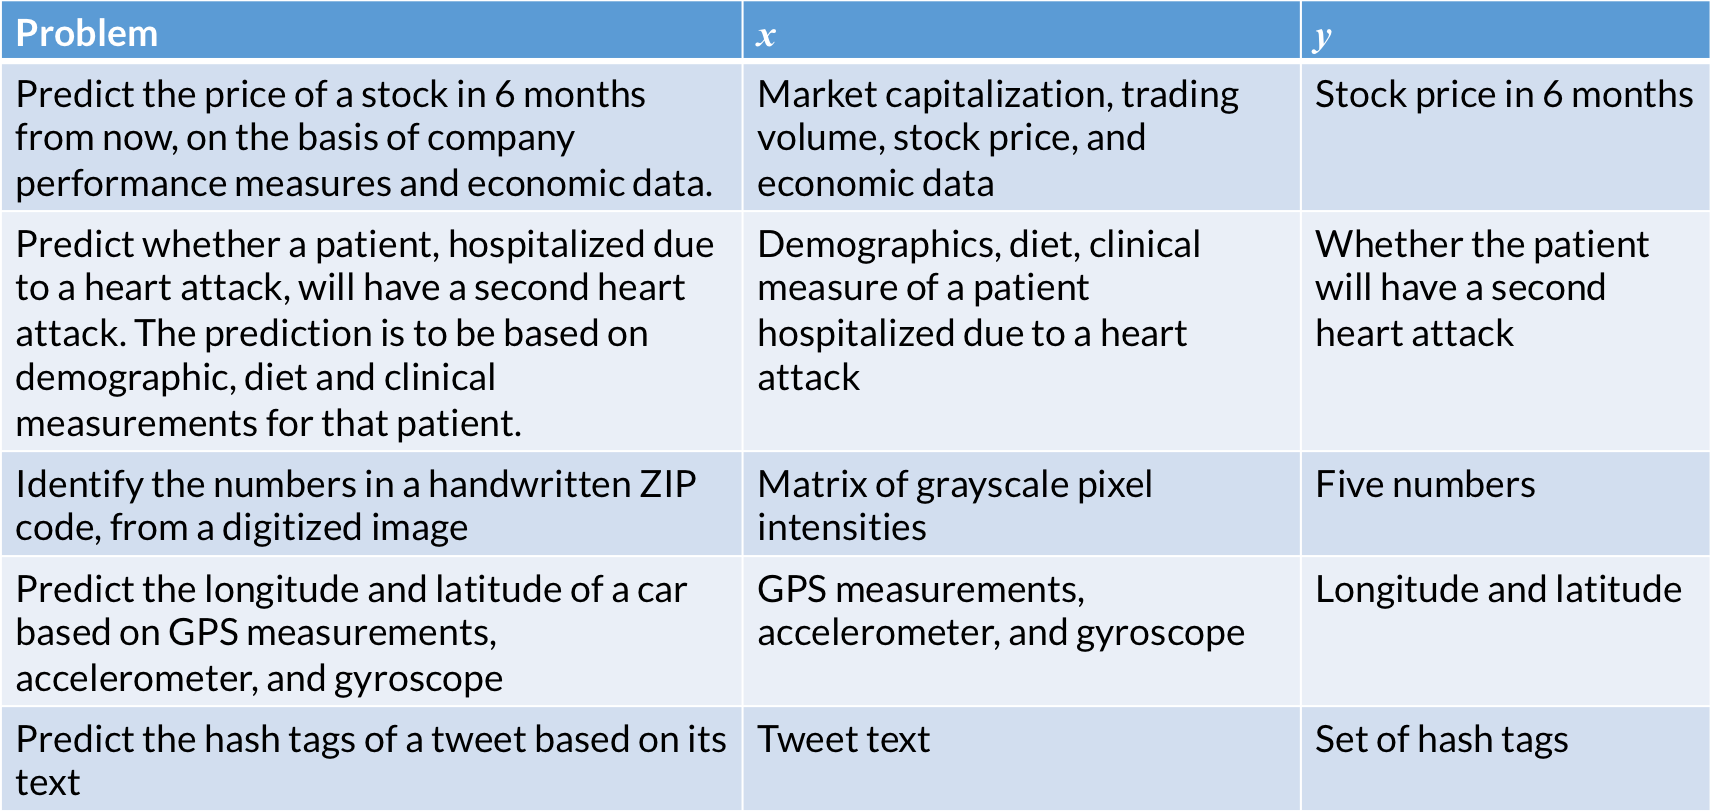 Problem
x
y
Predict the price of a stock in 6 months
from now, on the basis of company
performance measures and economic data.
Market capitalization, trading
volume, stock price, and
economic data
Stock price in 6 months
Predict whether a patient, hospitalized due
to a heart attack, will have a second heart
attack. The prediction is to be based on
demographic, diet and clinical
measurements for that patient.
Demographics, diet, clinical
measure of a patient
hospitalized due to a heart
attack
Whether the patient
will have a second
heart attack
Identify the numbers in a handwritten ZIP
code, from a digitized image
Matrix of grayscale pixel
intensities
Five numbers
Predict the longitude and latitude of a car
based on GPS measurements,
accelerometer, and gyroscope
GPS measurements,
accelerometer, and gyroscope
Longitude and latitude
Predict the hash tags of a tweet based on its
text
Tweet text
Set of hash tags